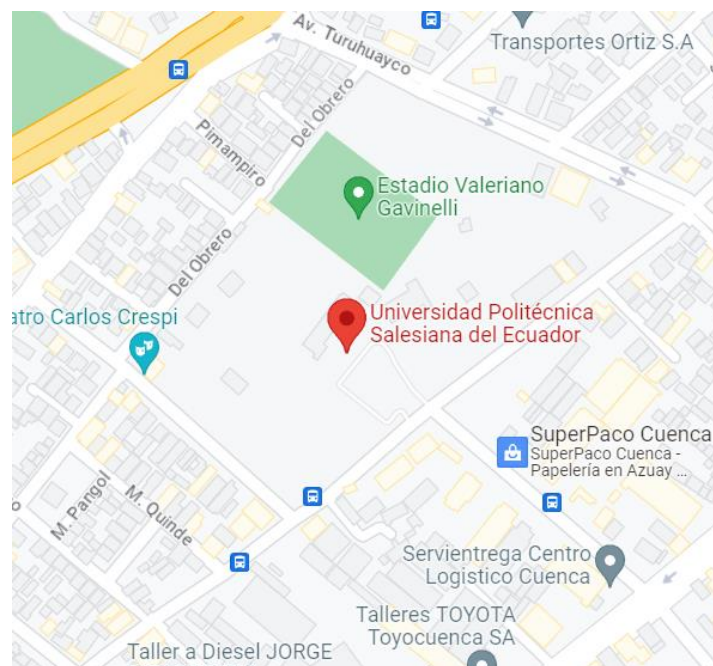 Av. Turuhuayco
Transportes Ortiz S.A
Del Obrero
Pimampiro
Estadio Valeriano
Gavinelli
Del Obrero
atro Carlos Crespi
Universidad Politécnica
Salesiana del Ecuador
SuperPaco Cuenca
SuperPaco Cuenca -
Papelería en Azuay ...
M. Pangol
M. Quinde
o
Servientrega Centro
Logistico Cuenca
Talleres TOYOTA
Toyocuenca SA
Taller a Diesel JORGE